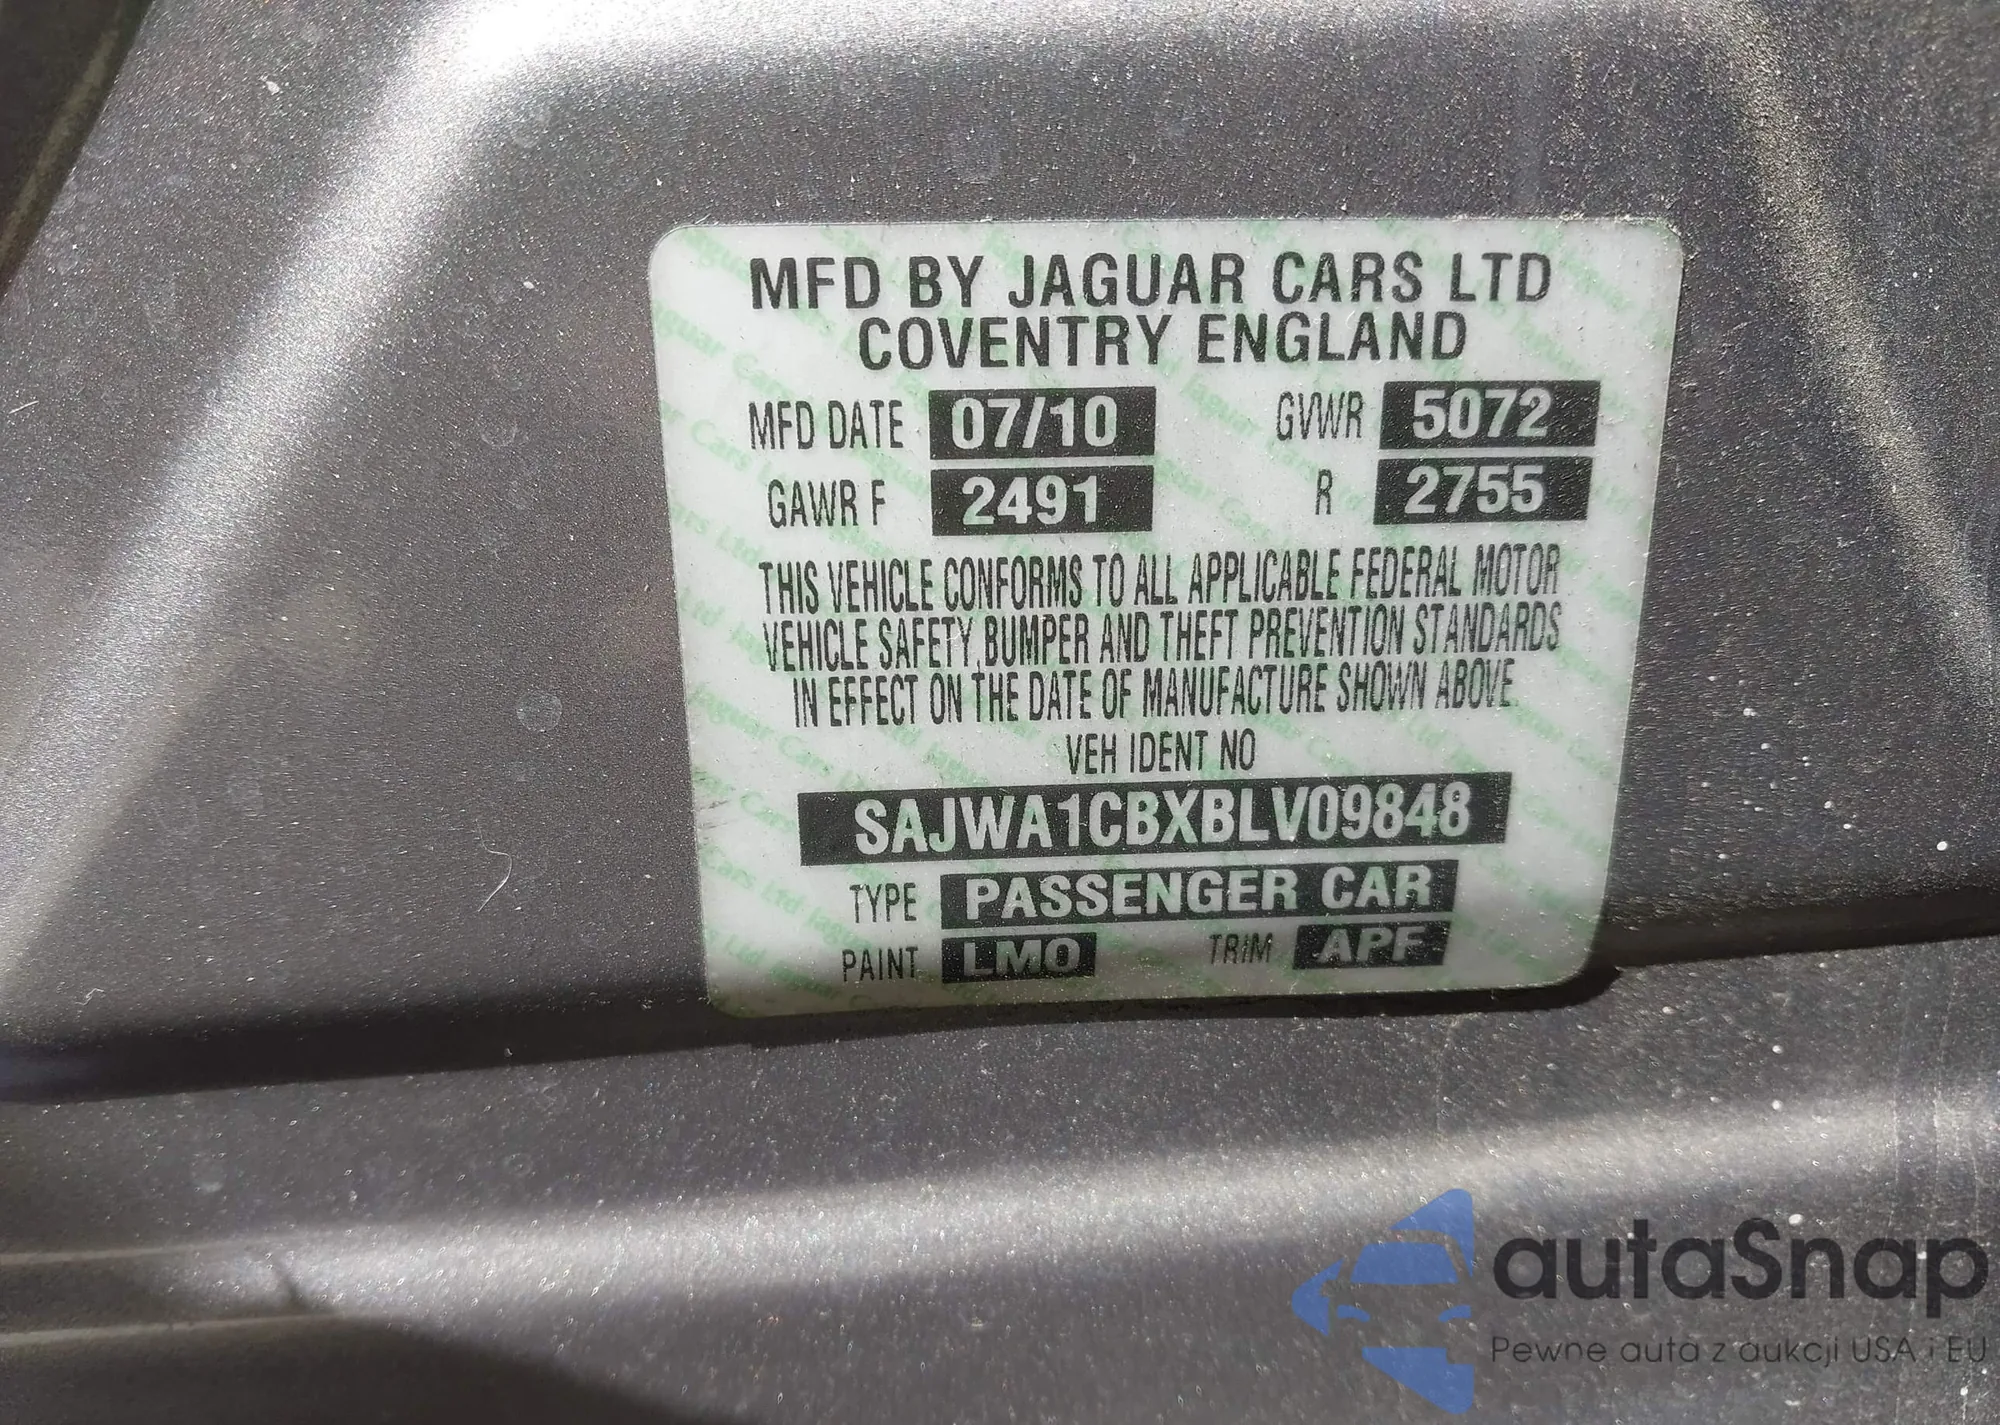 MFD BY JAGUAR CARS LTD
COVENTRY ENGLAND
MFD DATE 07/10 GVWR 5072
GAWR F 2491 R 2755
THIS VEHICLE CONFORMS TO ALL APPLICABLE FEDERAL MOTOR
VEHICLE SAFETY, BUMPER AND THEFT PREVENTION STANDARDS
IN EFFECT ON THE DATE OF MANUFACTURE SHOWN ABOVE.
VEH IDENT NO
SAJWA1CBXBLV09848
TYPE PASSENGER CAR
PAINT LMO TRIM APF
autaSnap
Pewne auta z aukcji USA i EU